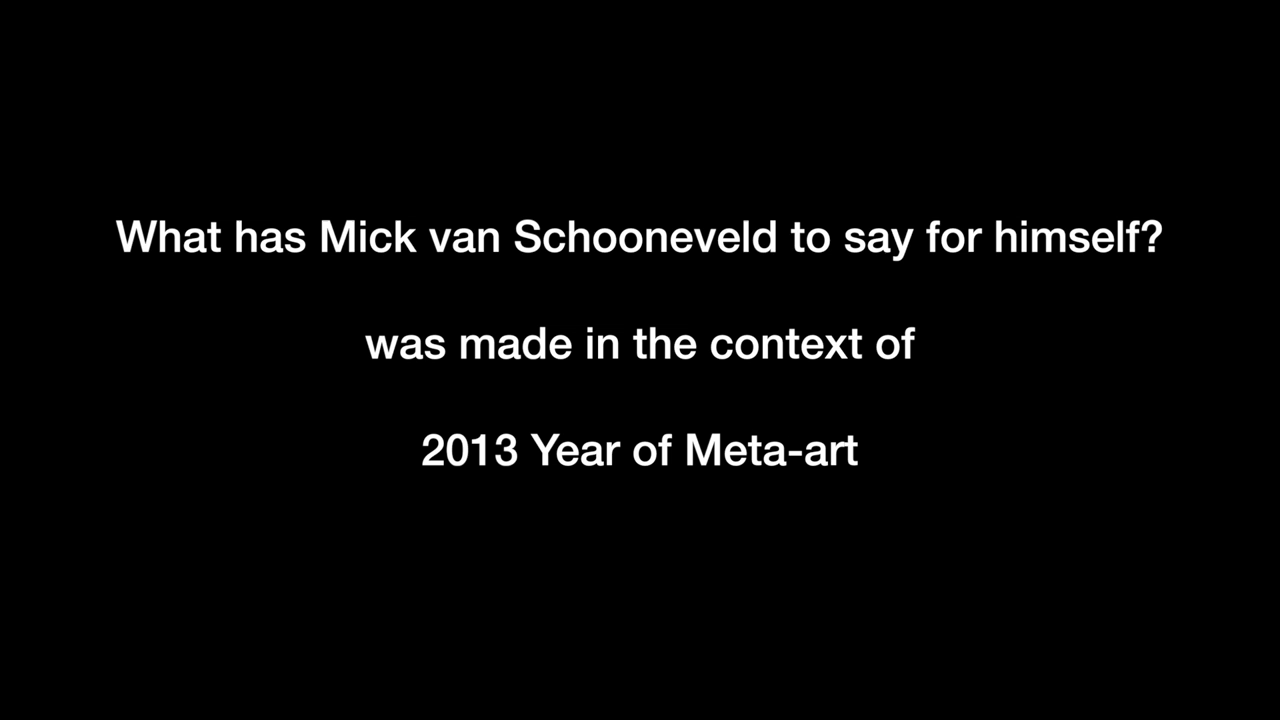 What has Mick van Schooneveld to say for himself?
was made in the context of
2013 Year of Meta-art